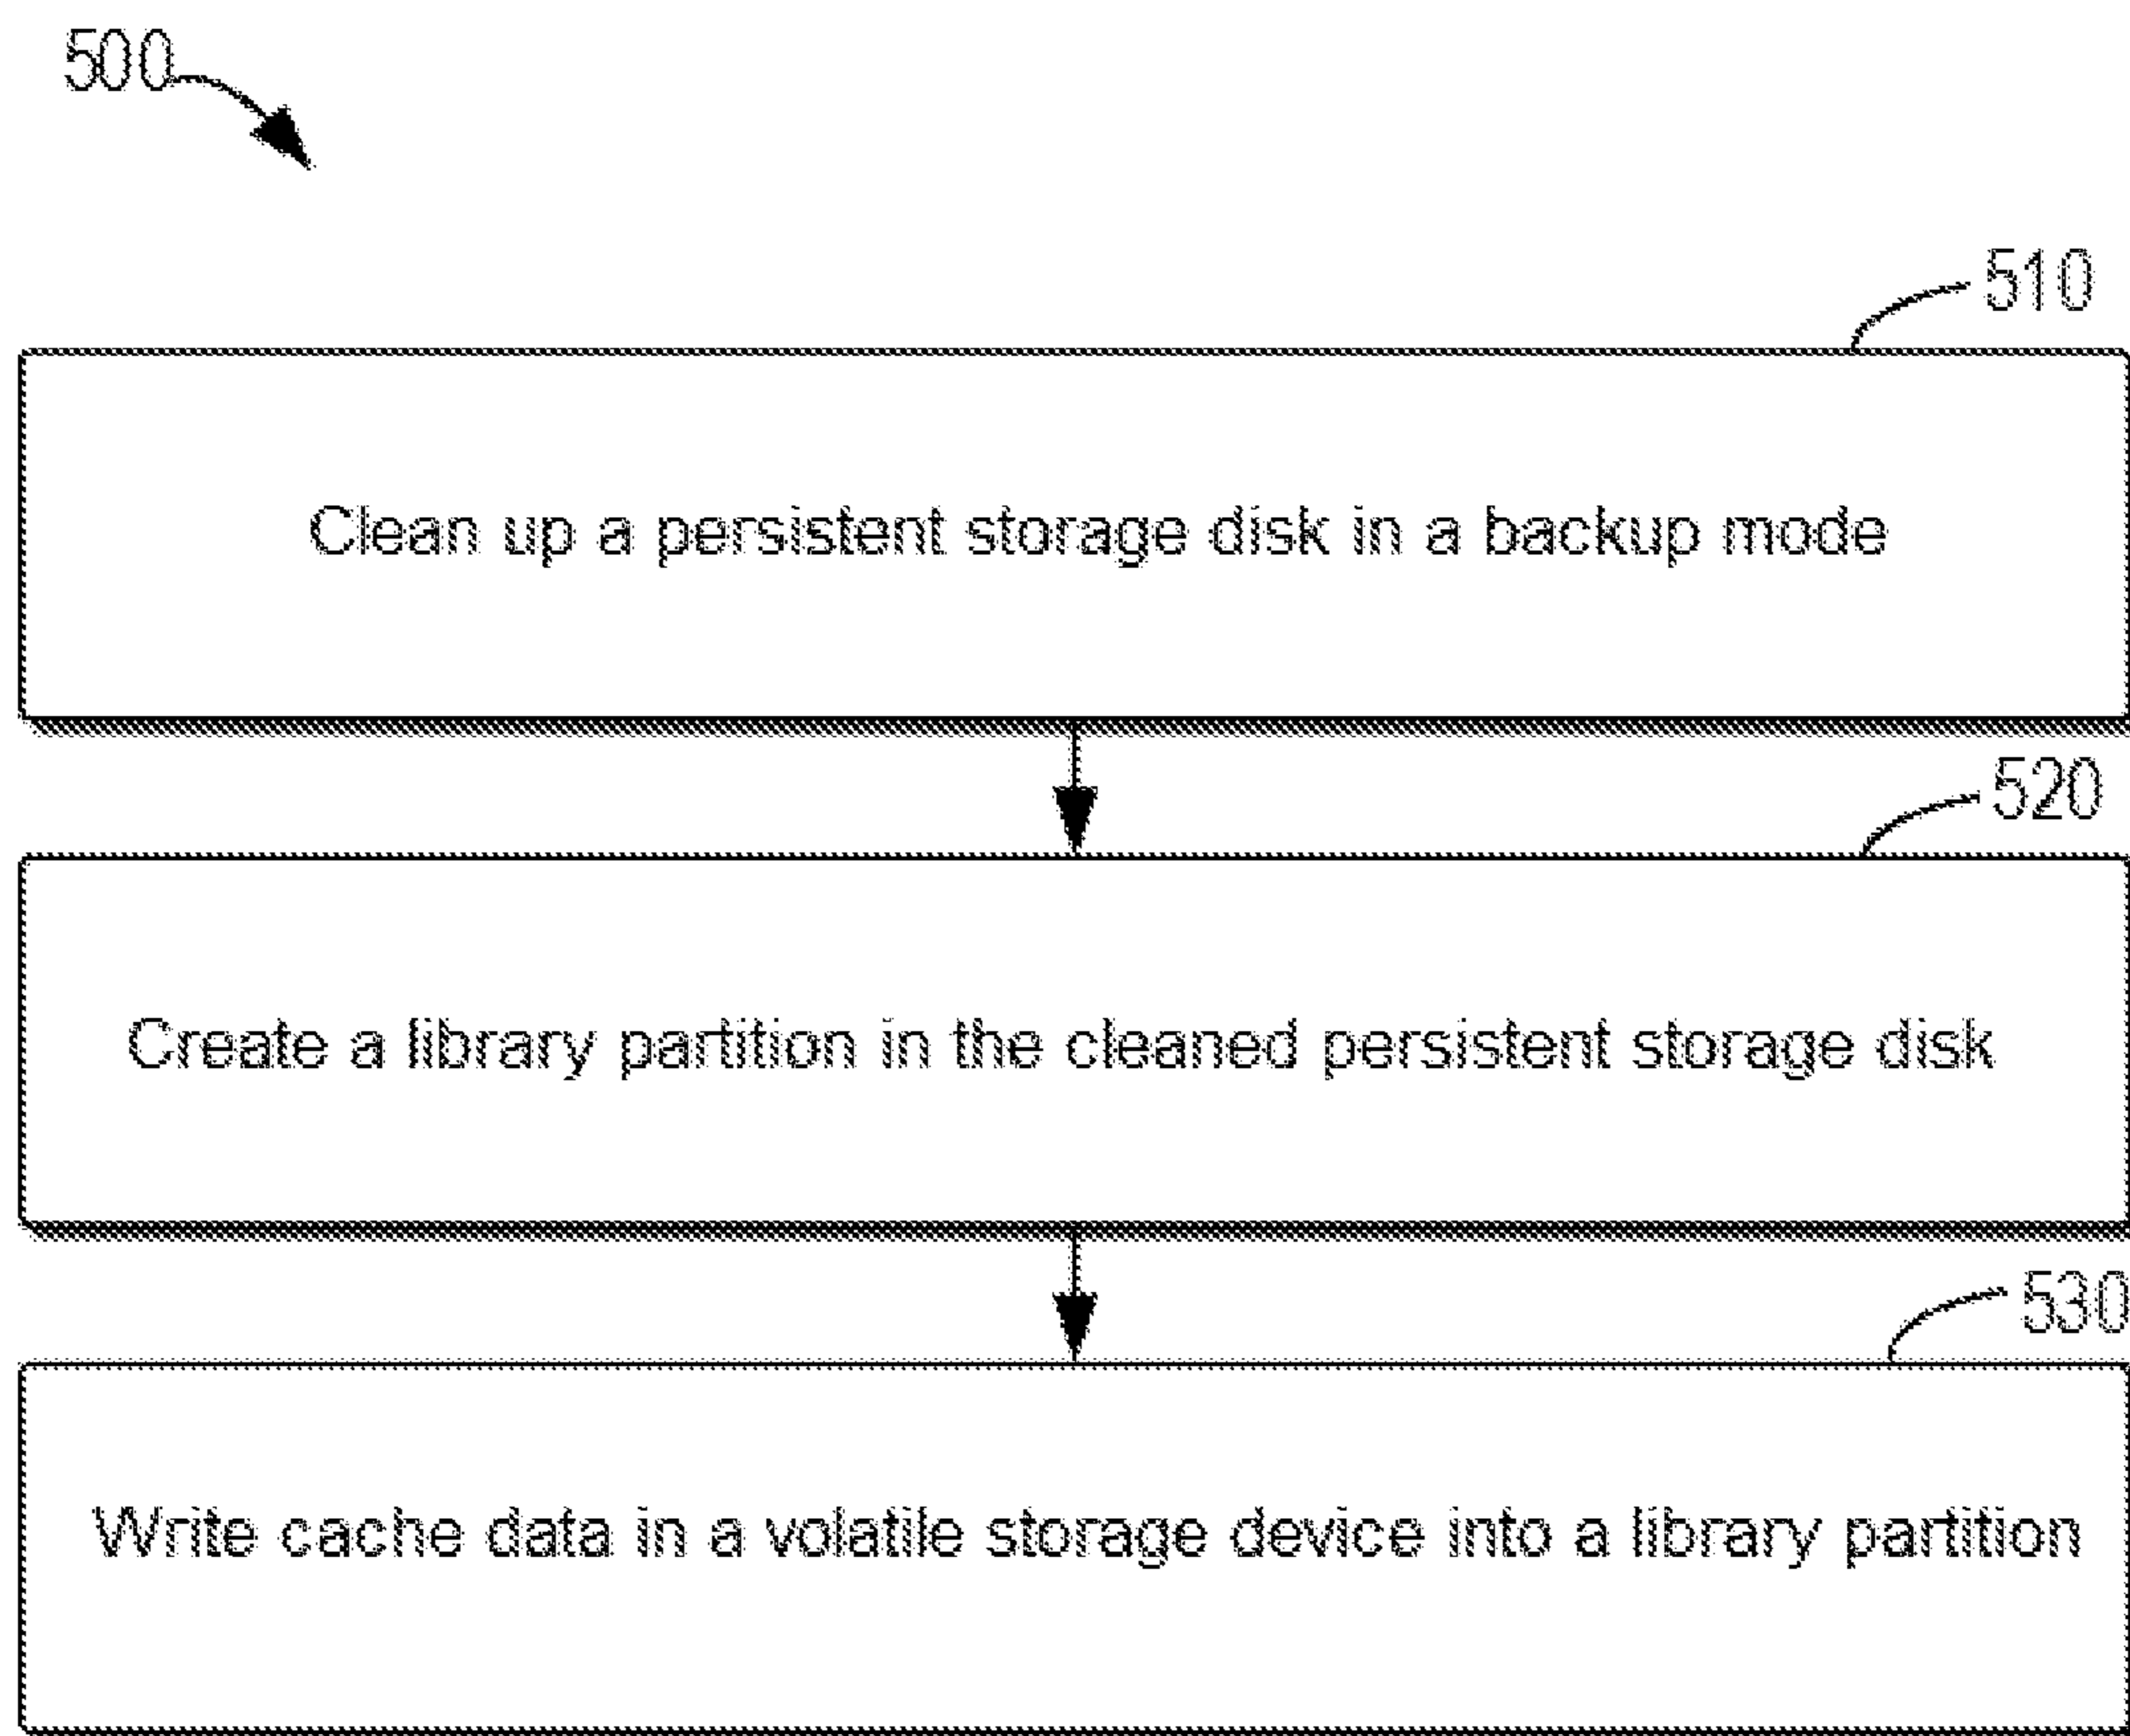 500
510
Clean up a persistent storage disk in a backup mode
520
Create a library partition in the cleaned persistent storage disk
530
Write cache data in a volatile storage device into a library partition